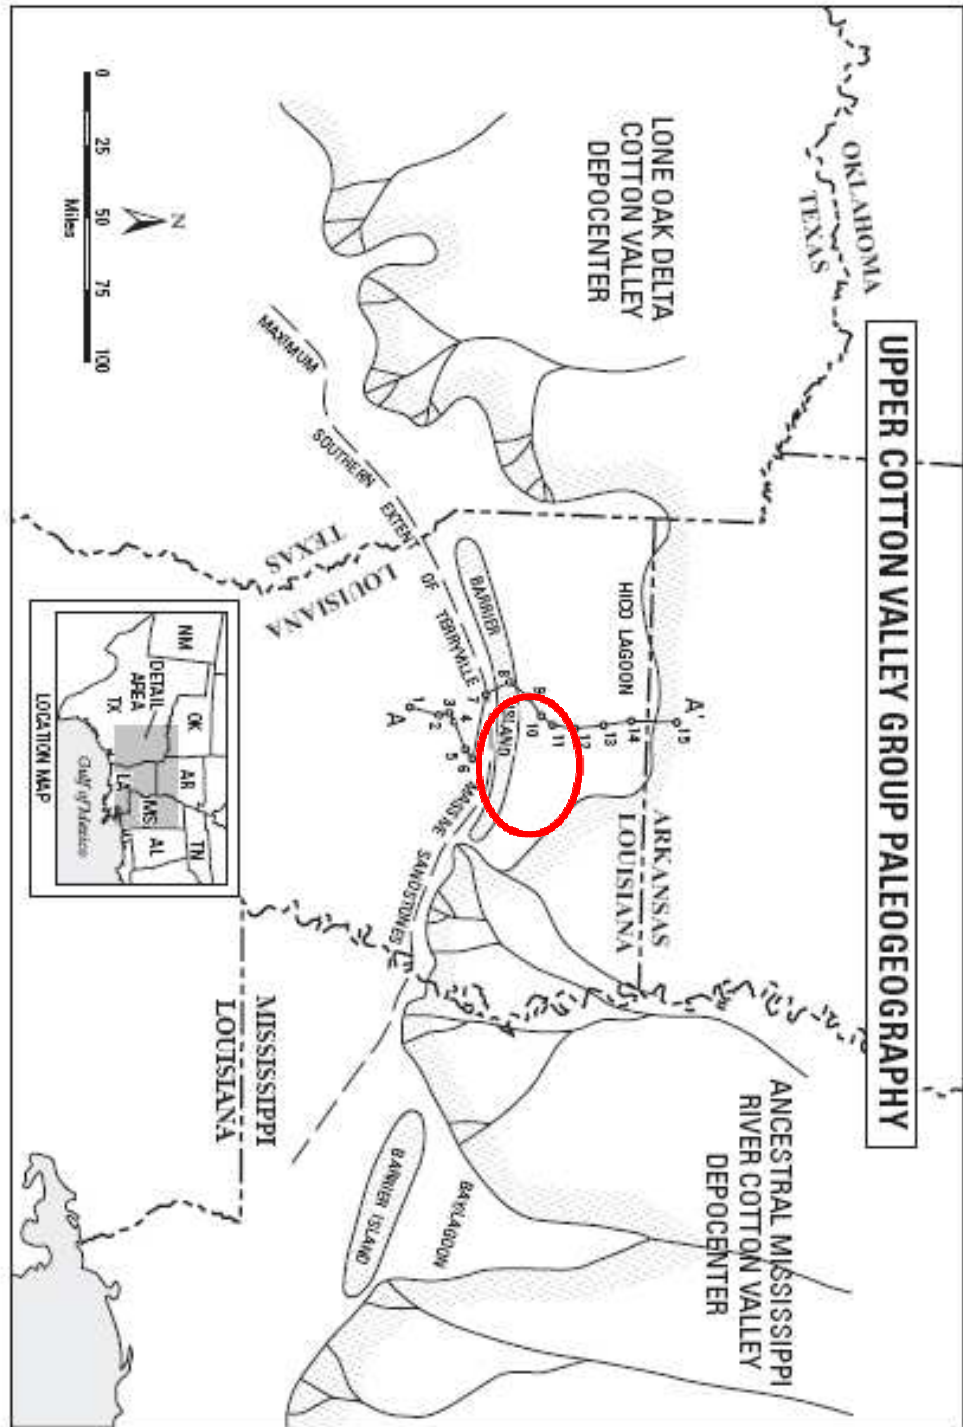 UPPER COTTON VALLEY GROUP PALEOGEOGRAPHY
OKLAHOMA
TEXAS
LONE OAK DELTA
COTTON VALLEY
DEPOCENTER
ANCESTRAL MISSISSIPPI
RIVER COTTON VALLEY
DEPOCENTER
ARKANSAS
LOUISIANA
A'
15
14
13
12
11
10
9
8
7
6
5
4
3
2
1
A
HICO LAGOON
BARRIER
ISLAND
BAY/LAGOON
BARRIER ISLAND
MAXIMUM SOUTHERN EXTENT OF TERRYVILLE MASSIVE SANDSTONES
TEXAS
LOUISIANA
MISSISSIPPI
LOUISIANA
N
0 25 50 75 100
Miles
NM
OK
AR
TN
DETAIL
AREA
TX
LA
MS
AL
Gulf of Mexico
LOCATION MAP